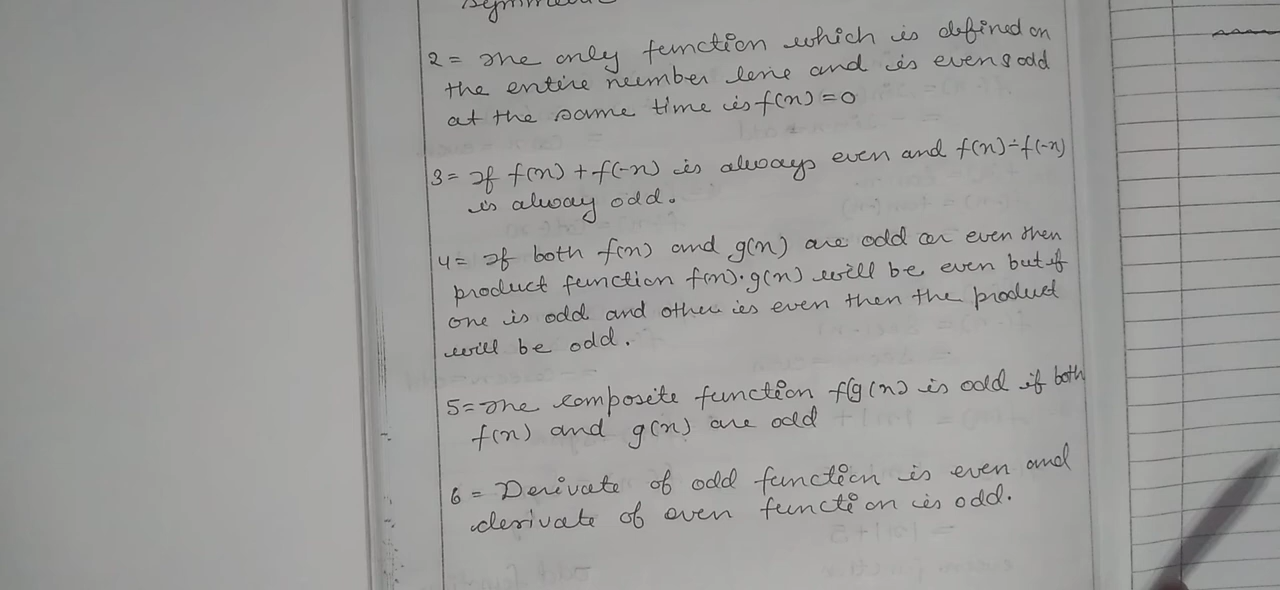 2 = The only function which is defined on
the entire number line and is even & odd
at the same time is f(n) = 0
3 = If f(n) + f(-n) is always even and f(n) - f(-n)
is alway odd.
4 = If both f(n) and g(n) are odd or even then
product function f(n).g(n) will be even but if
one is odd and other is even then the product
will be odd.
5 = The composite function f(g(n) is odd if both
f(n) and g(n) are odd
6 = Derivate of odd function is even and
derivate of even function is odd.